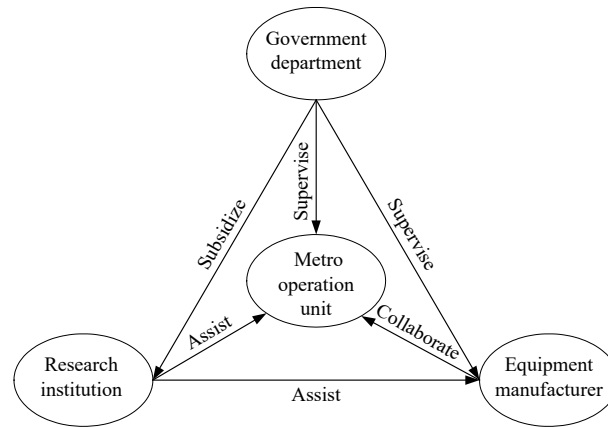 Government
department
Subsidize
Supervise
Supervise
Metro
operation
unit
Assist
Collaborate
Research
institution
Equipment
manufacturer
Assist